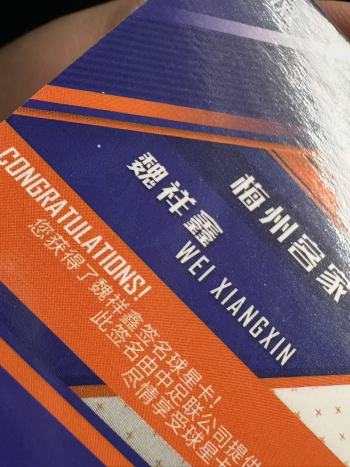 梅州客家
魏祥鑫
WEI XIANGXIN
CONGRATULATIONS!
您获得了魏祥鑫签名球星卡!
此签名由中足联公司提供
尽情享受球星卡